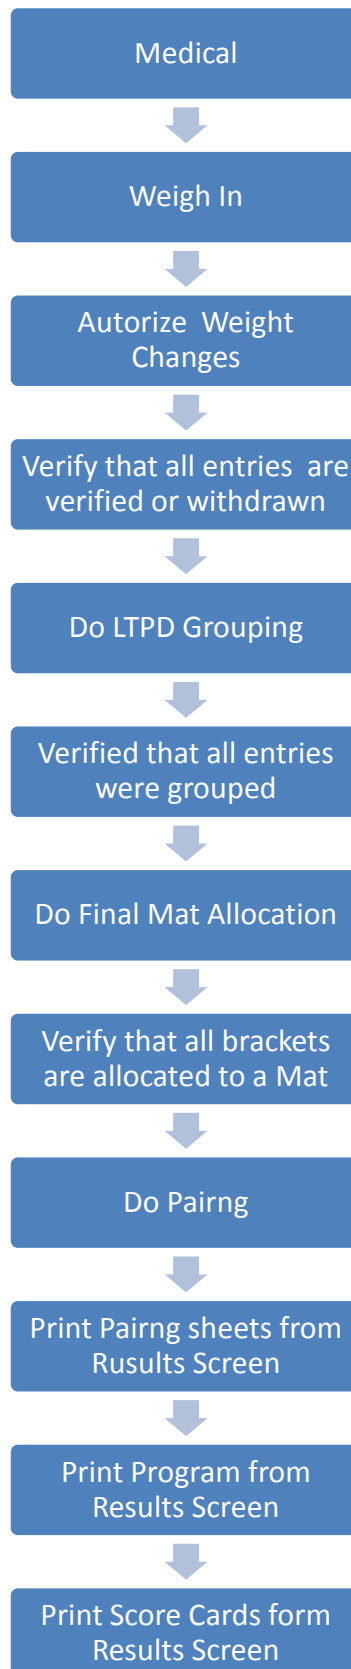 Medical
Weigh In
Autorize Weight
Changes
Verify that all entries are
verified or withdrawn
Do LTPD Grouping
Verified that all entries
were grouped
Do Final Mat Allocation
Verify that all brackets
are allocated to a Mat
Do Pairng
Print Pairng sheets from
Rusults Screen
Print Program from
Results Screen
Print Score Cards form
Results Screen